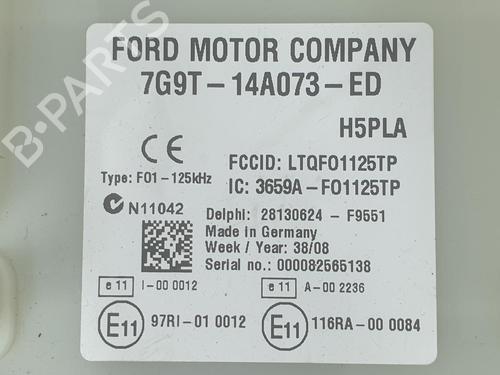 FORD MOTOR COMPANY
7G9T-14A073-ED
H5PLA
CE
FCCID: LTQFO1125TP
Type: FO1-125kHz
IC: 3659A-FO1125TP
N11042
Delphi: 28130624-F9551
Made in Germany
Week / Year: 38/08
Serial no: 000082565138
e 11 I-00 0012
e 11 A-00 2236
E11 97RI-01 0012
E11 116RA-00 0084
B-PARTS